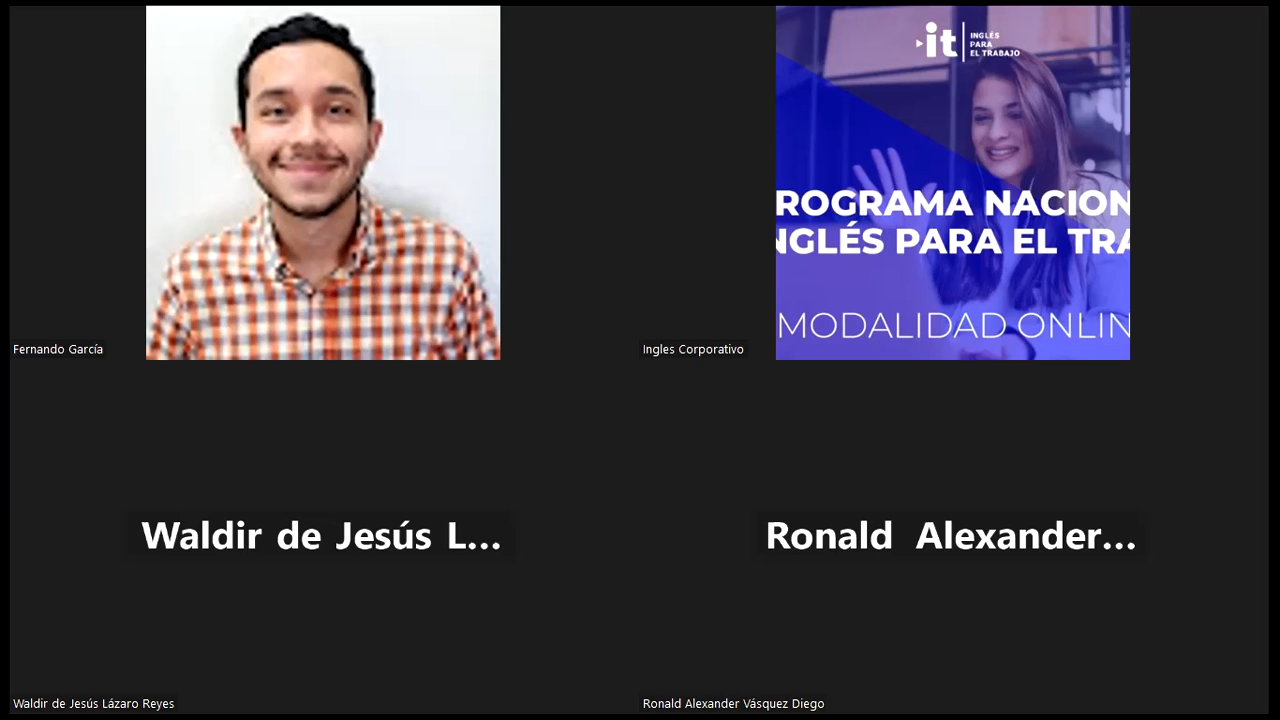 it
INGLÉS
PARA
EL TRABAJO
ROGRAMA NACION
NGLÉS PARA EL TRA
MODALIDAD ONLIN
Fernando García
Ingles Corporativo
Waldir de Jesús L...
Ronald Alexander...
Waldir de Jesús Lázaro Reyes
Ronald Alexander Vásquez Diego